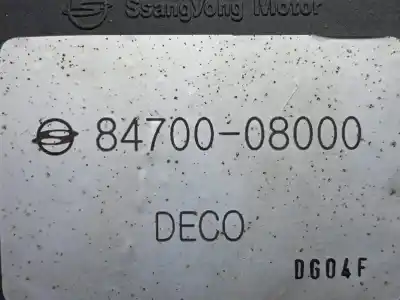 SsangYong Motor
84700-08000
DECO
DG04F